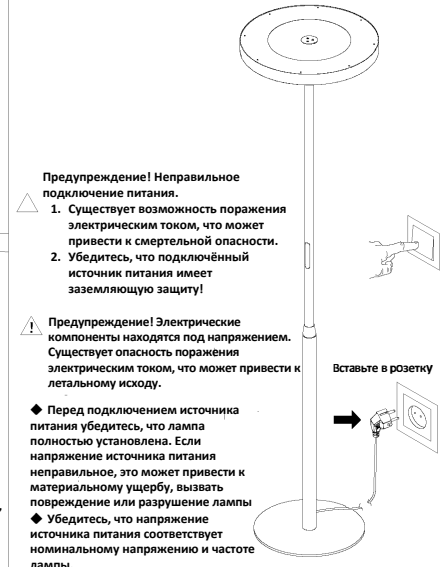 Предупреждение! Неправильное
подключение питания.
1. Существует возможность поражения
электрическим током, что может
привести к смертельной опасности.
2. Убедитесь, что подключённый
источник питания имеет
заземляющую защиту!
Предупреждение! Электрические
компоненты находятся под напряжением.
Существует опасность поражения
электрическим током, что может привести к
летальному исходу.
Вставьте в розетку
◆ Перед подключением источника
питания убедитесь, что лампа
полностью установлена. Если
напряжение источника питания
неправильное, это может привести к
материальному ущербу, вызвать
повреждение или разрушение лампы
◆ Убедитесь, что напряжение
источника питания соответствует
номинальному напряжению и частоте
лампы.